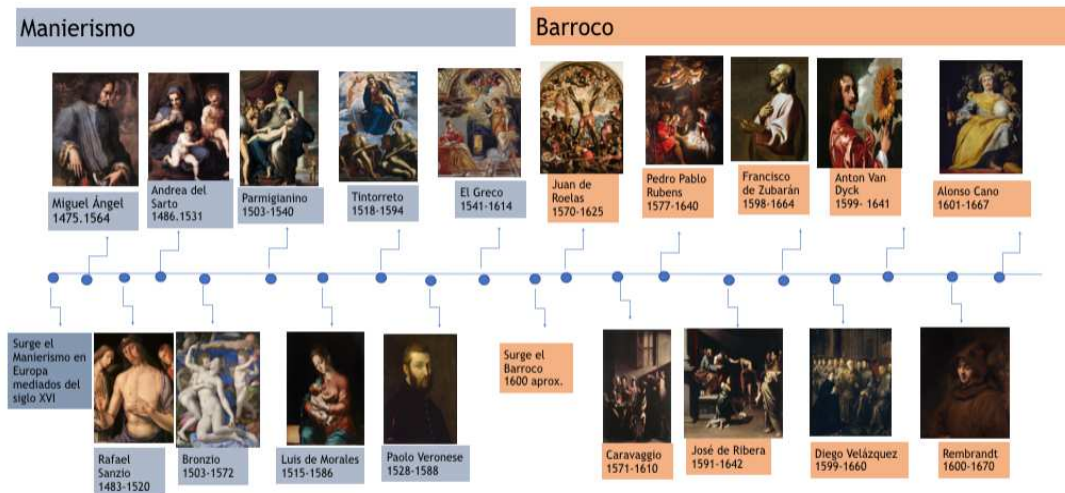 Manierismo
Barroco
Miguel Ángel
1475.1564
Andrea del
Sarto
1486.1531
Parmigianino
1503-1540
Tintorreto
1518-1594
El Greco
1541-1614
Juan de
Roelas
1570-1625
Pedro Pablo
Rubens
1577-1640
Francisco
de Zubarán
1598-1664
Anton Van
Dyck
1599- 1641
Alonso Cano
1601-1667
Surge el
Manierismo en
Europa
mediados del
siglo XVI
Rafael
Sanzio
1483-1520
Bronzio
1503-1572
Luis de Morales
1515-1586
Paolo Veronese
1528-1588
Surge el
Barroco
1600 aprox.
Caravaggio
1571-1610
José de Ribera
1591-1642
Diego Velázquez
1599-1660
Rembrandt
1600-1670